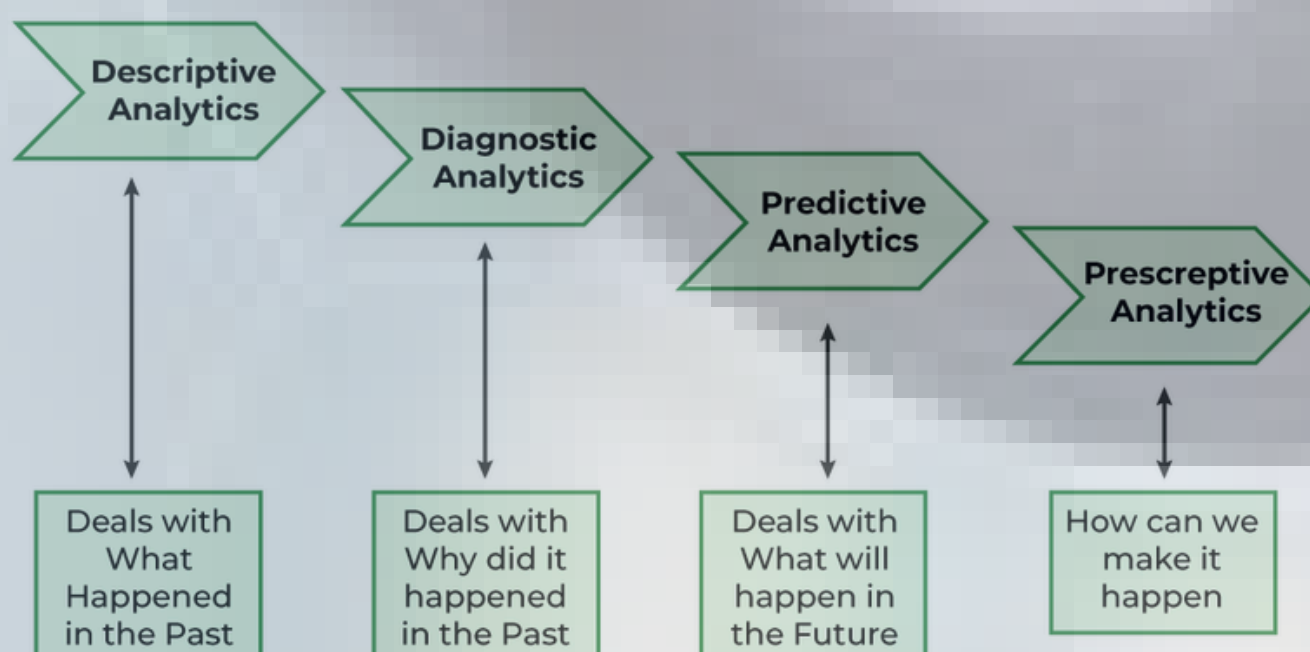 Descriptive
Analytics
Diagnostic
Analytics
Predictive
Analytics
Prescreptive
Analytics
Deals with
What
Happened
in the Past
Deals with
Why did it
happened
in the Past
Deals with
What will
happen in
the Future
How can we
make it
happen